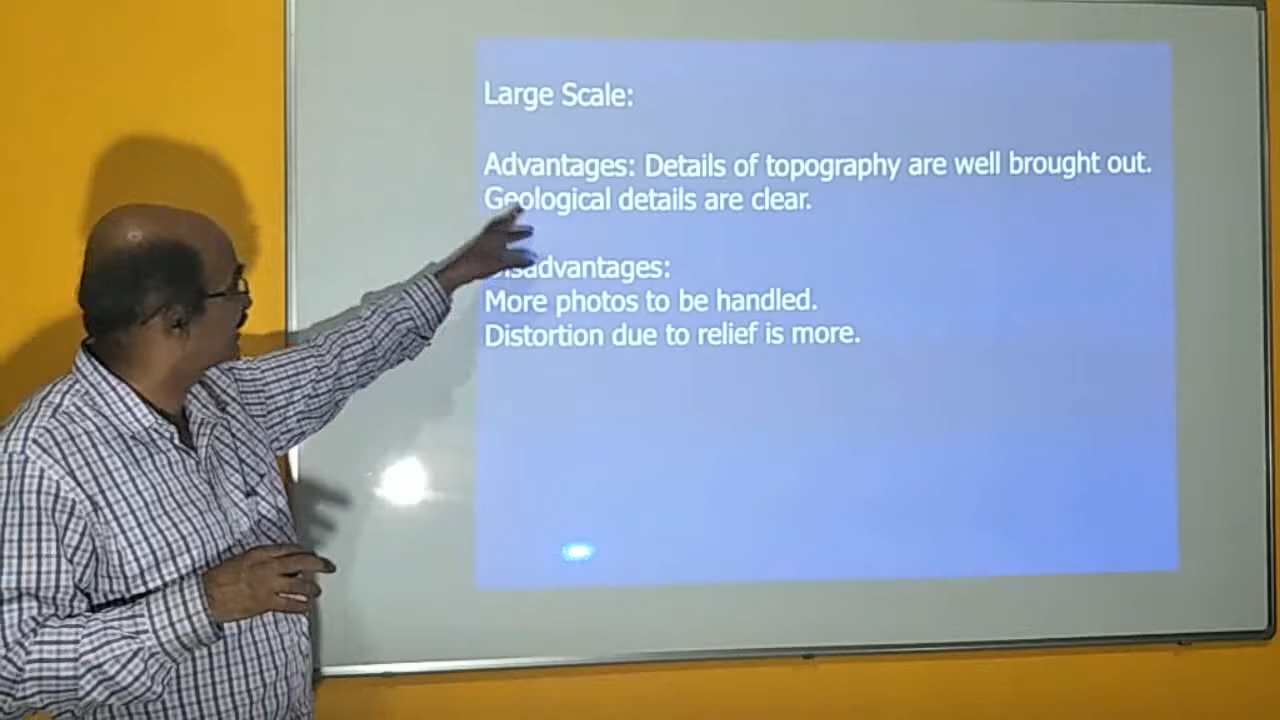 Large Scale:
Advantages: Details of topography are well brought out.
Geological details are clear.
Disadvantages:
More photos to be handled.
Distortion due to relief is more.